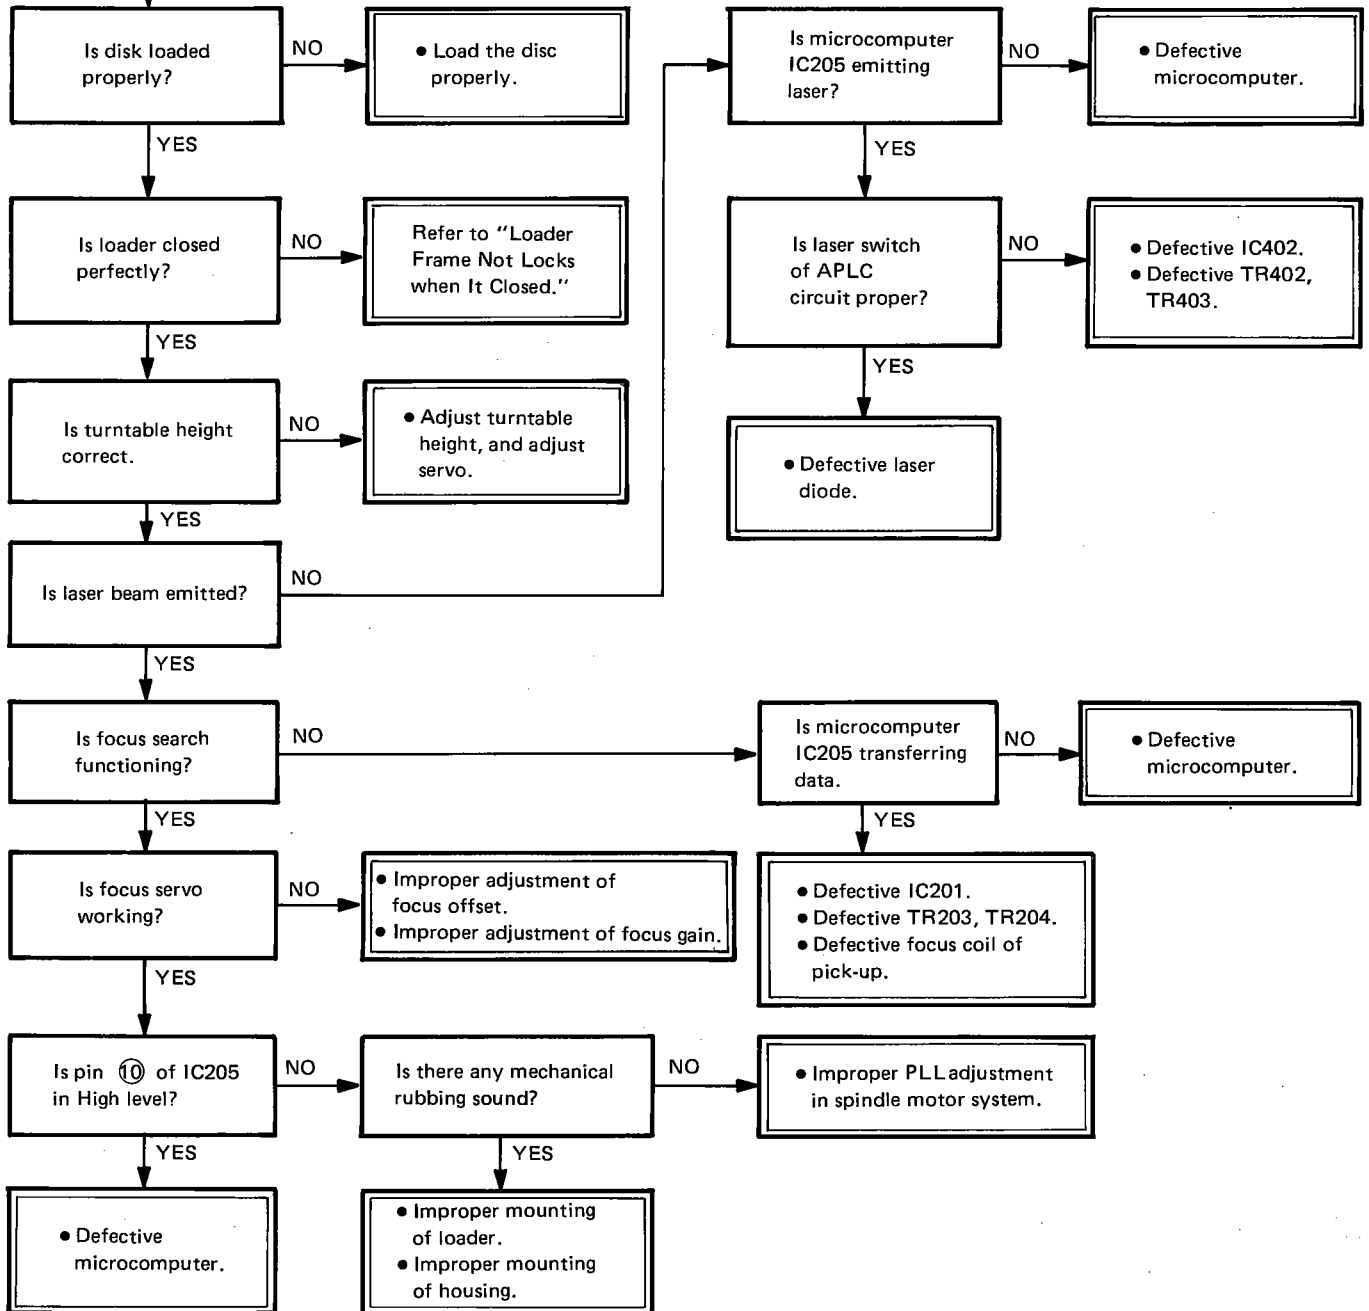 Is disk loaded
properly?
NO
• Load the disc
properly.
YES
Is loader closed
perfectly?
NO
Refer to “Loader
Frame Not Locks
when It Closed.”
YES
Is turntable height
correct.
NO
• Adjust turntable
height, and adjust
servo.
YES
Is laser beam emitted?
NO
Is microcomputer
IC205 emitting
laser?
NO
• Defective
microcomputer.
YES
Is laser switch
of APLC
circuit proper?
NO
• Defective IC402.
• Defective TR402,
TR403.
YES
• Defective laser
diode.
YES
Is focus search
functioning?
NO
Is microcomputer
IC205 transferring
data.
NO
• Defective
microcomputer.
YES
• Defective IC201.
• Defective TR203, TR204.
• Defective focus coil of
pick-up.
YES
Is focus servo
working?
NO
• Improper adjustment of
focus offset.
• Improper adjustment of focus gain.
YES
Is pin ⑩ of IC205
in High level?
NO
Is there any mechanical
rubbing sound?
NO
• Improper PLL adjustment
in spindle motor system.
YES
• Defective
microcomputer.
YES
• Improper mounting
of loader.
• Improper mounting
of housing.